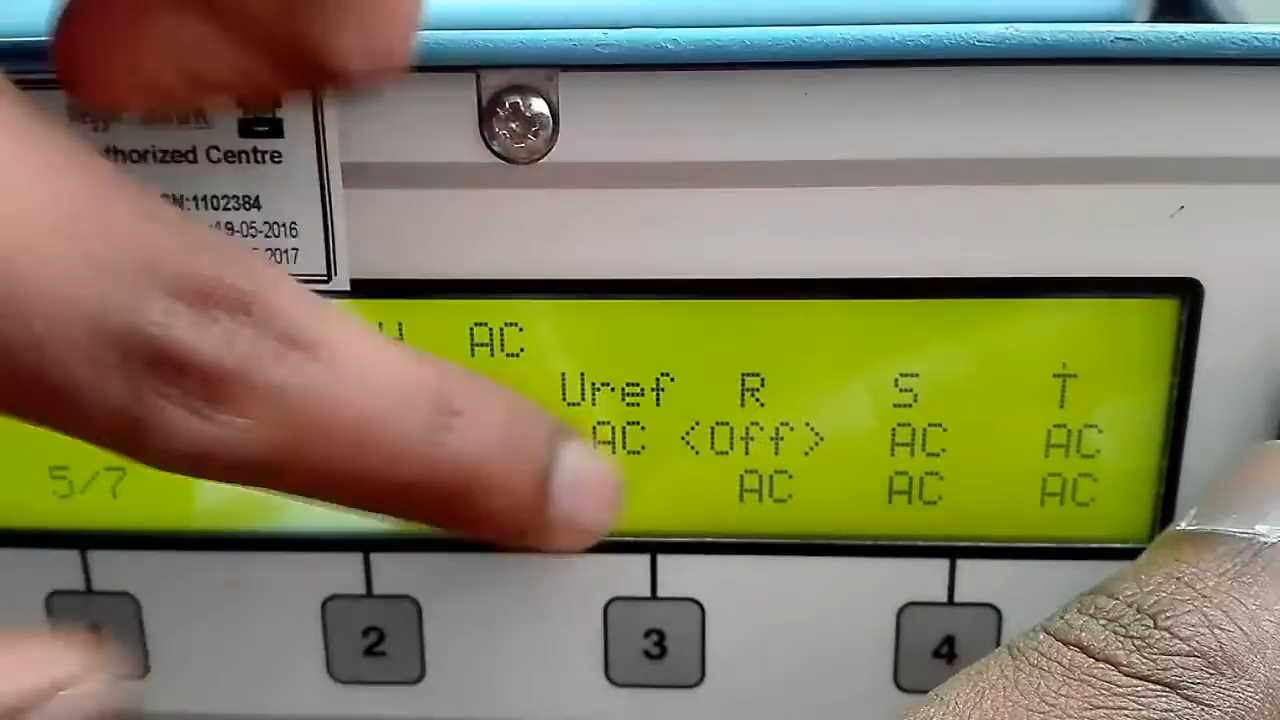 thorized Centre
SN:1102384
19-05-2016
2017
AC
Uref R S T
AC <Off> AC AC
5/7 AC AC AC
2 3 4